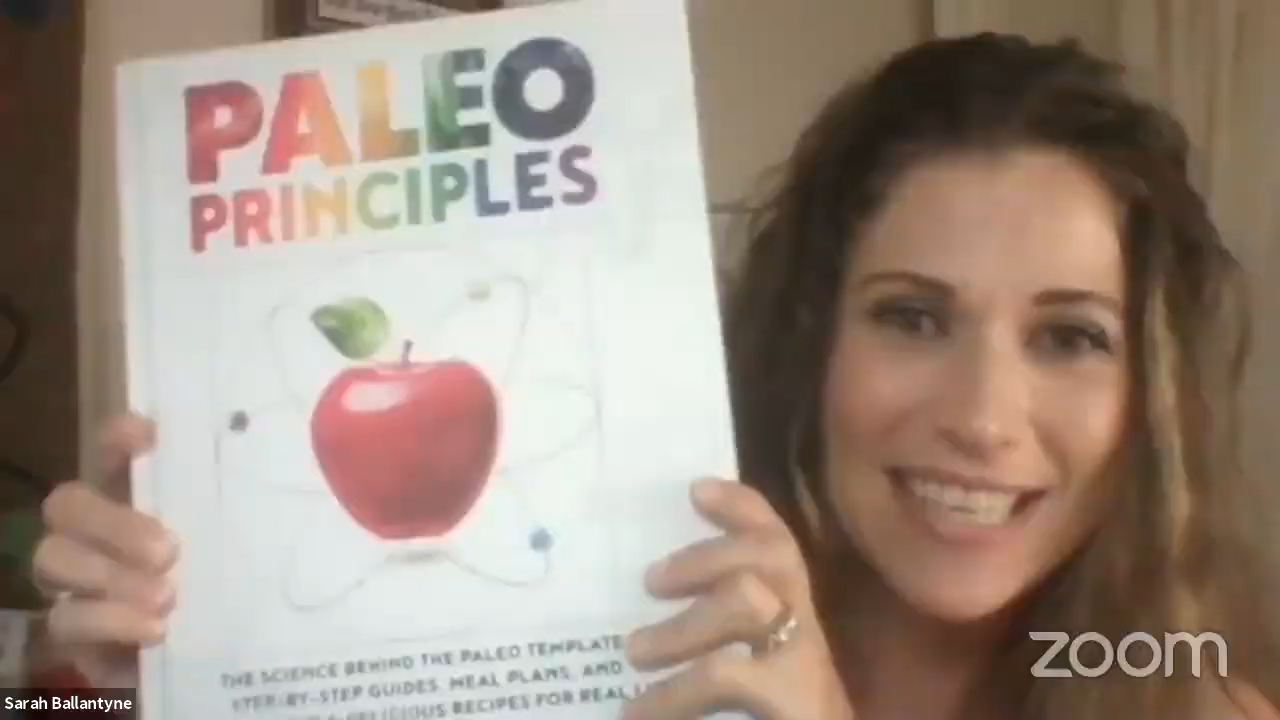 PALEO
PRINCIPLES
THE SCIENCE BEHIND THE PALEO TEMPLATE
STEP-BY-STEP GUIDES, MEAL PLANS, AND
DELICIOUS RECIPES FOR REAL
zoom
Sarah Ballantyne